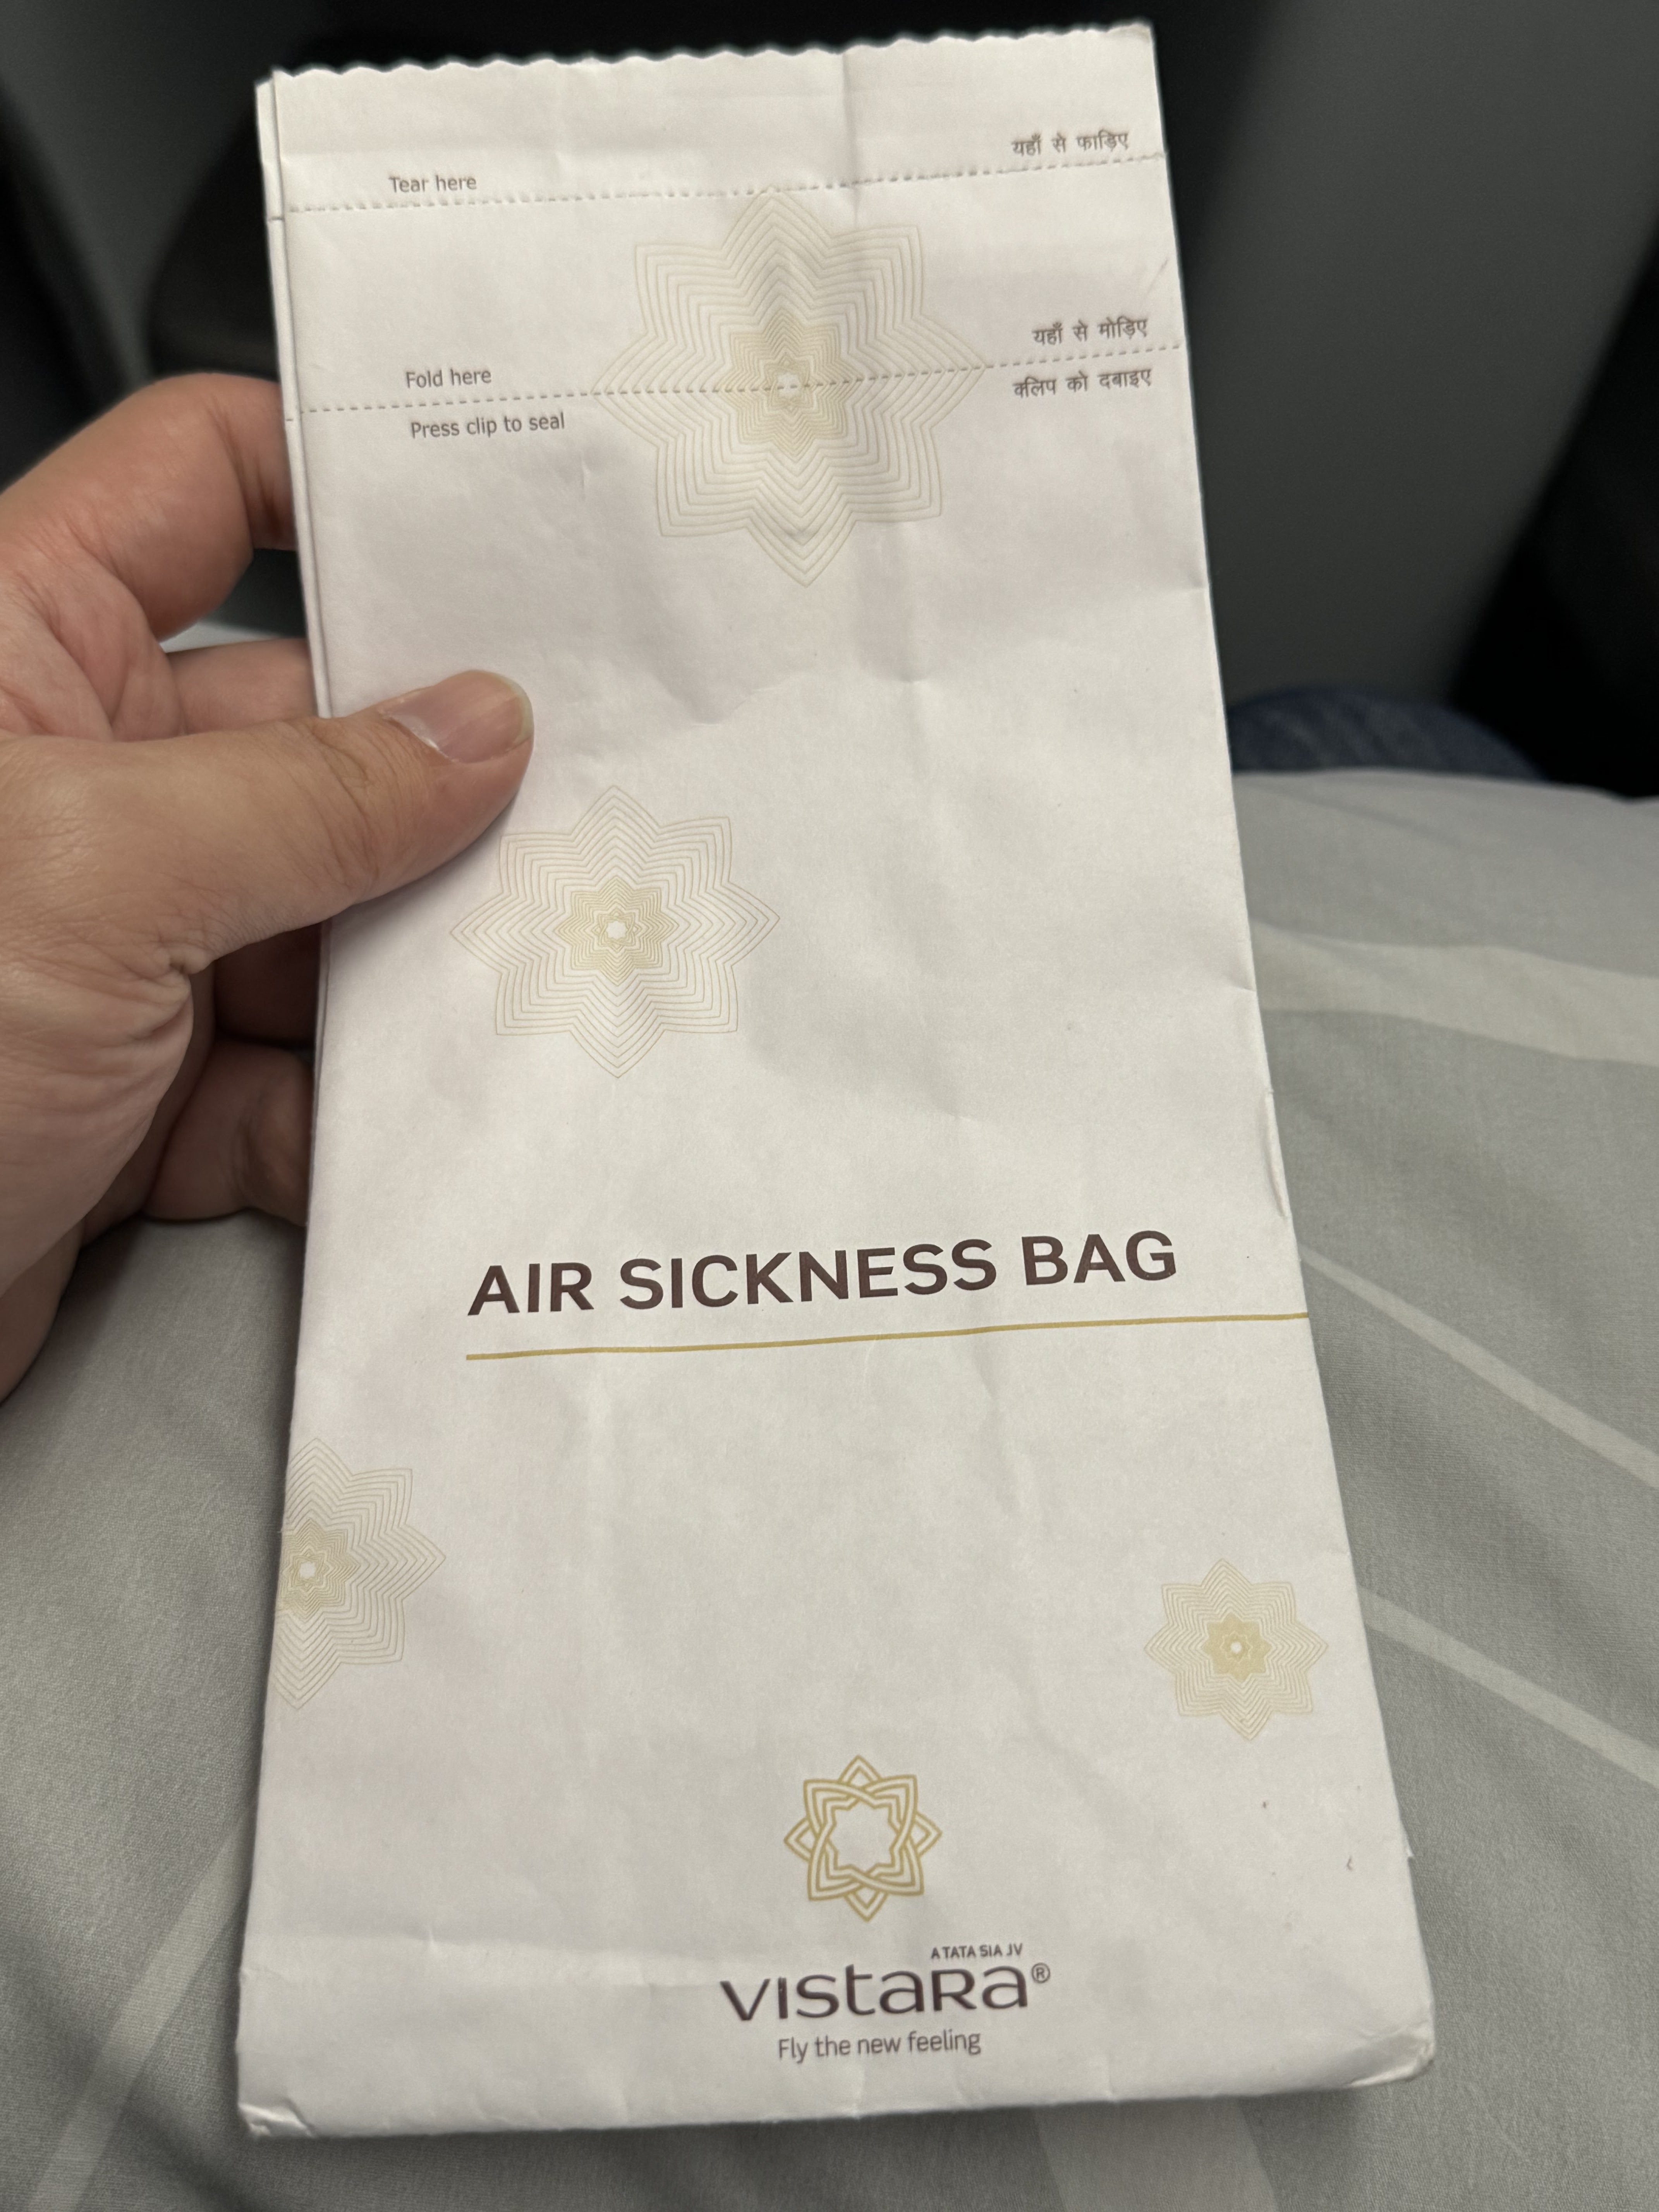 यहाँ से फाड़िए
Tear here
यहाँ से मोड़िए
Fold here
क्लिप को दबाइए
Press clip to seal
AIR SICKNESS BAG
A TATA SIA JV
vistaRa®
Fly the new feeling